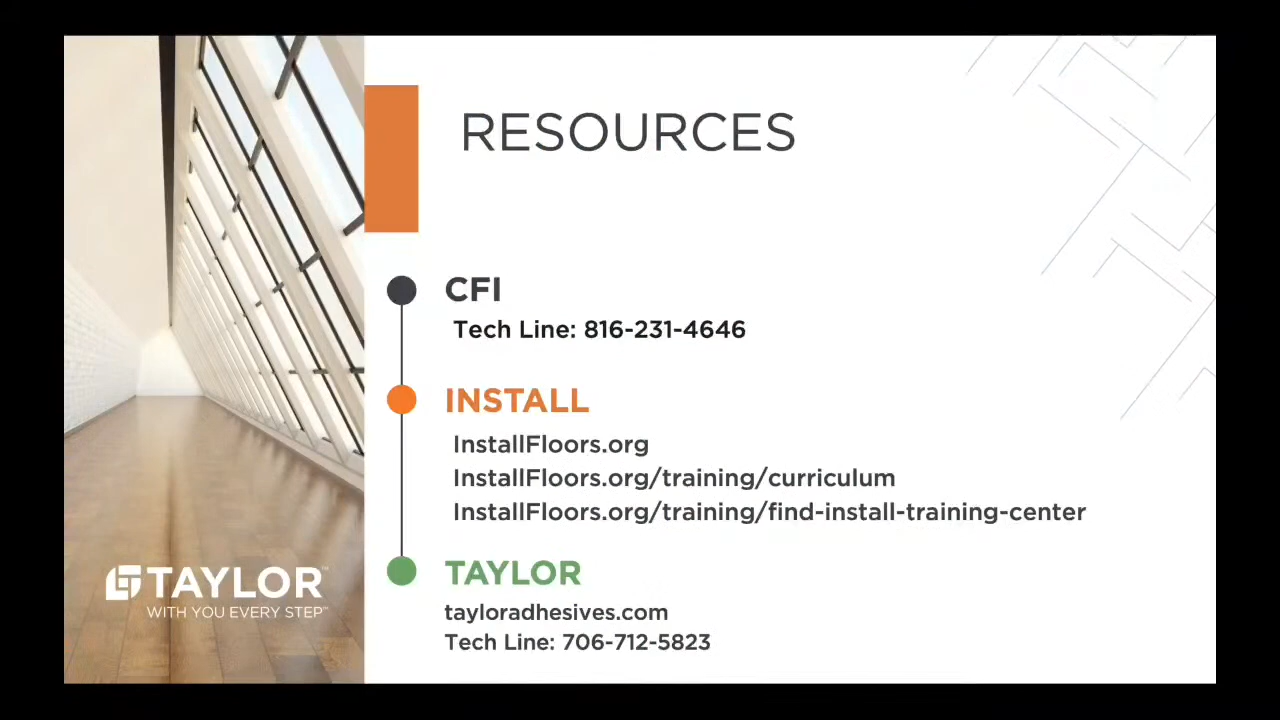 RESOURCES
CFI
Tech Line: 816-231-4646
INSTALL
InstallFloors.org
InstallFloors.org/training/curriculum
InstallFloors.org/training/find-install-training-center
TAYLOR
tayloradhesives.com
Tech Line: 706-712-5823
TAYLOR™
WITH YOU EVERY STEP™